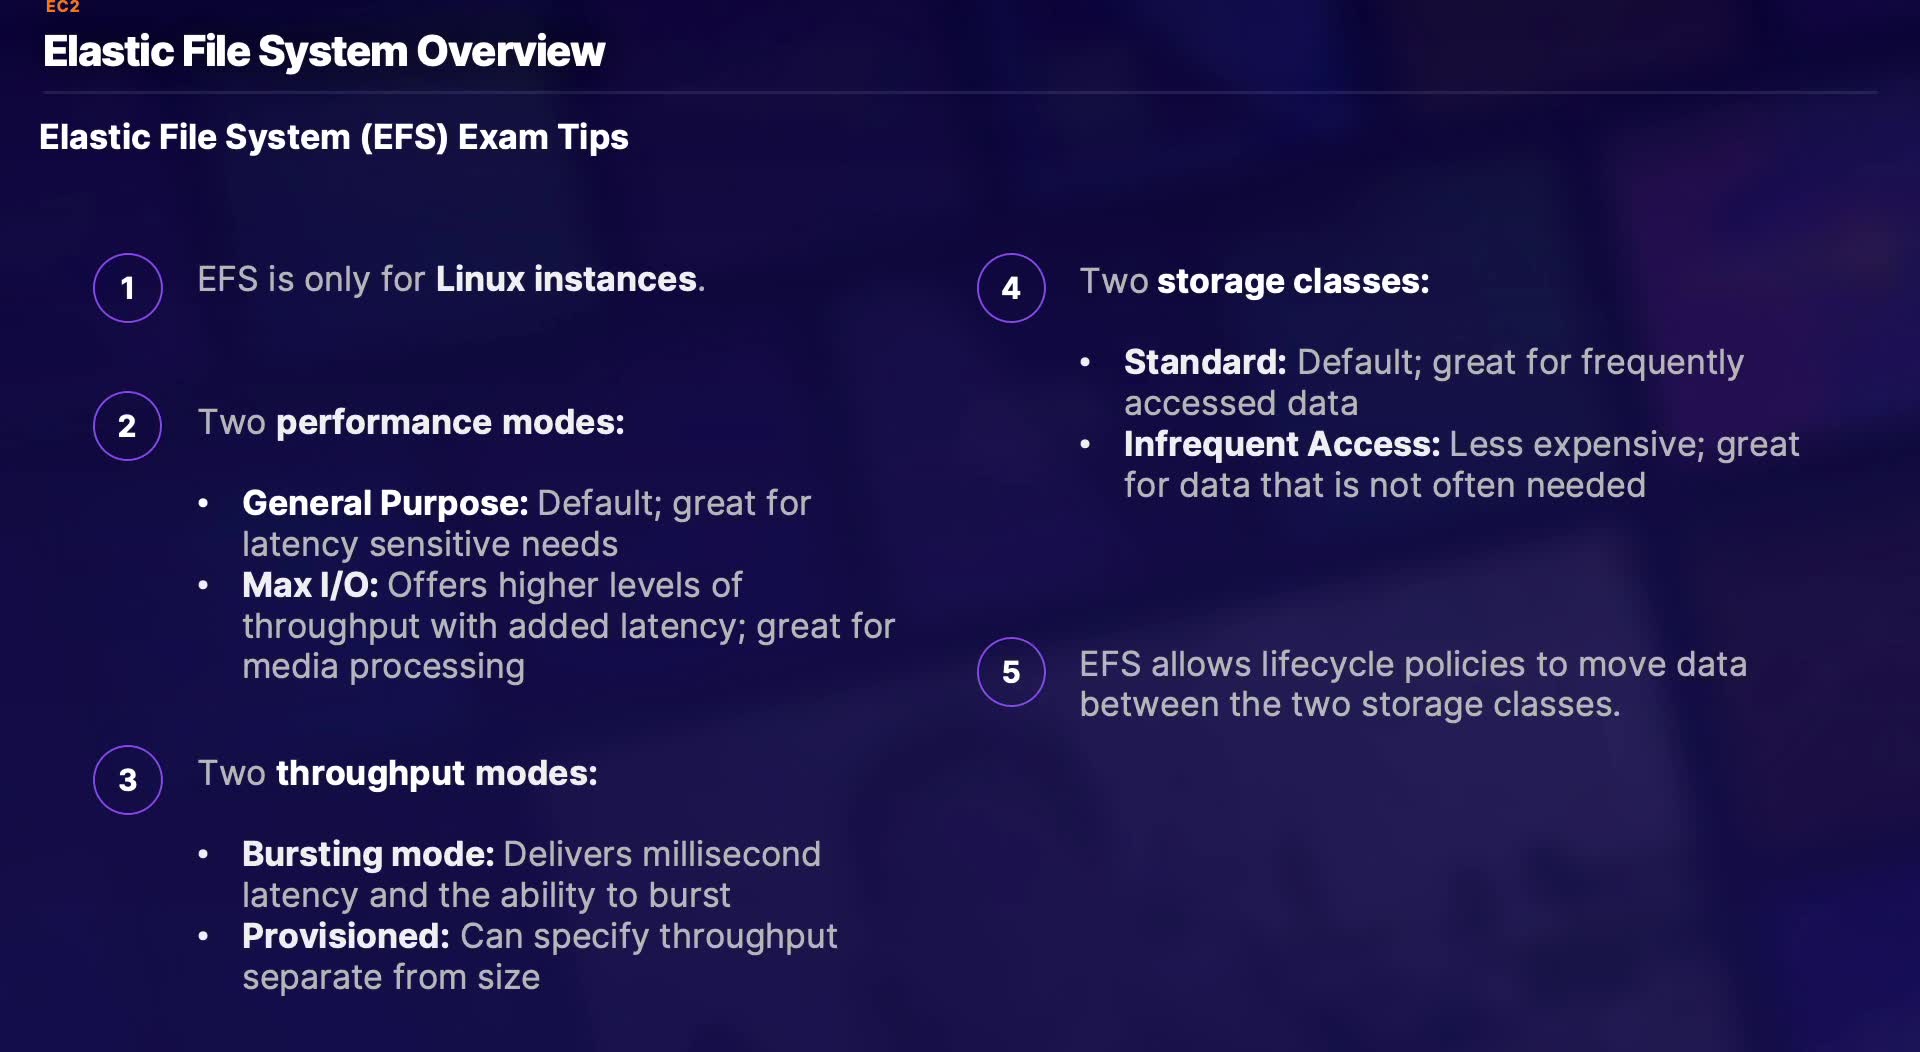 EC2
Elastic File System Overview
Elastic File System (EFS) Exam Tips
1
EFS is only for Linux instances.
2
Two performance modes:
• General Purpose: Default; great for
latency sensitive needs
• Max I/O: Offers higher levels of
throughput with added latency; great for
media processing
3
Two throughput modes:
• Bursting mode: Delivers millisecond
latency and the ability to burst
• Provisioned: Can specify throughput
separate from size
4
Two storage classes:
• Standard: Default; great for frequently
accessed data
• Infrequent Access: Less expensive; great
for data that is not often needed
5
EFS allows lifecycle policies to move data
between the two storage classes.